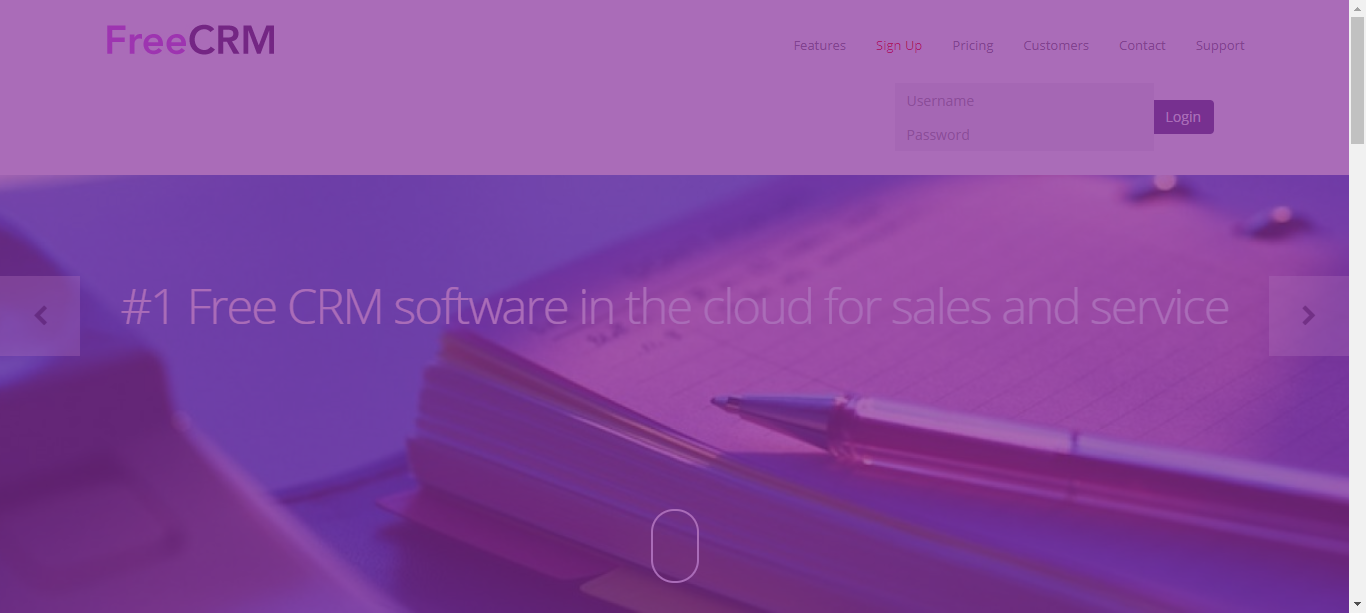 FreeCRM
Features Sign Up Pricing Customers Contact Support
Username
Login
Password
#1 Free CRM software in the cloud for sales and service